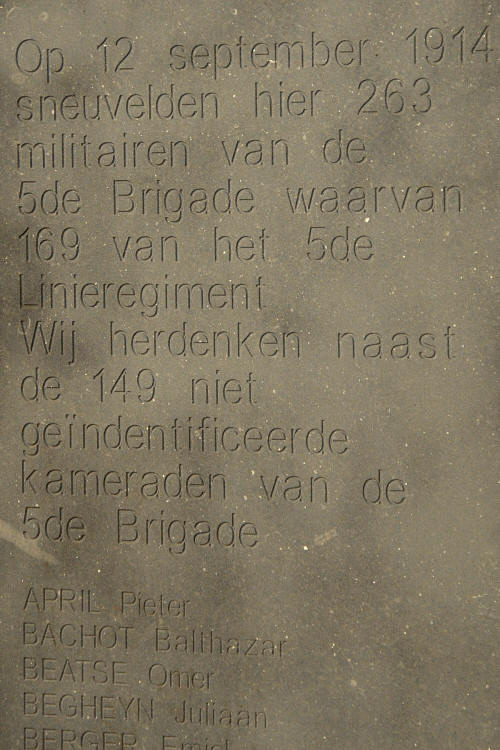 Op 12 september 1914
sneuvelden hier 263
militairen van de
5de Brigade waarvan
169 van het 5de
Linieregiment
Wij herdenken naast
de 149 niet
geïndentificeerde
kameraden van de
5de Brigade
APRIL Pieter
BACHOT Balthazar
BEATSE Omer
BEGHEYN Juliaan
BERGER Emiel